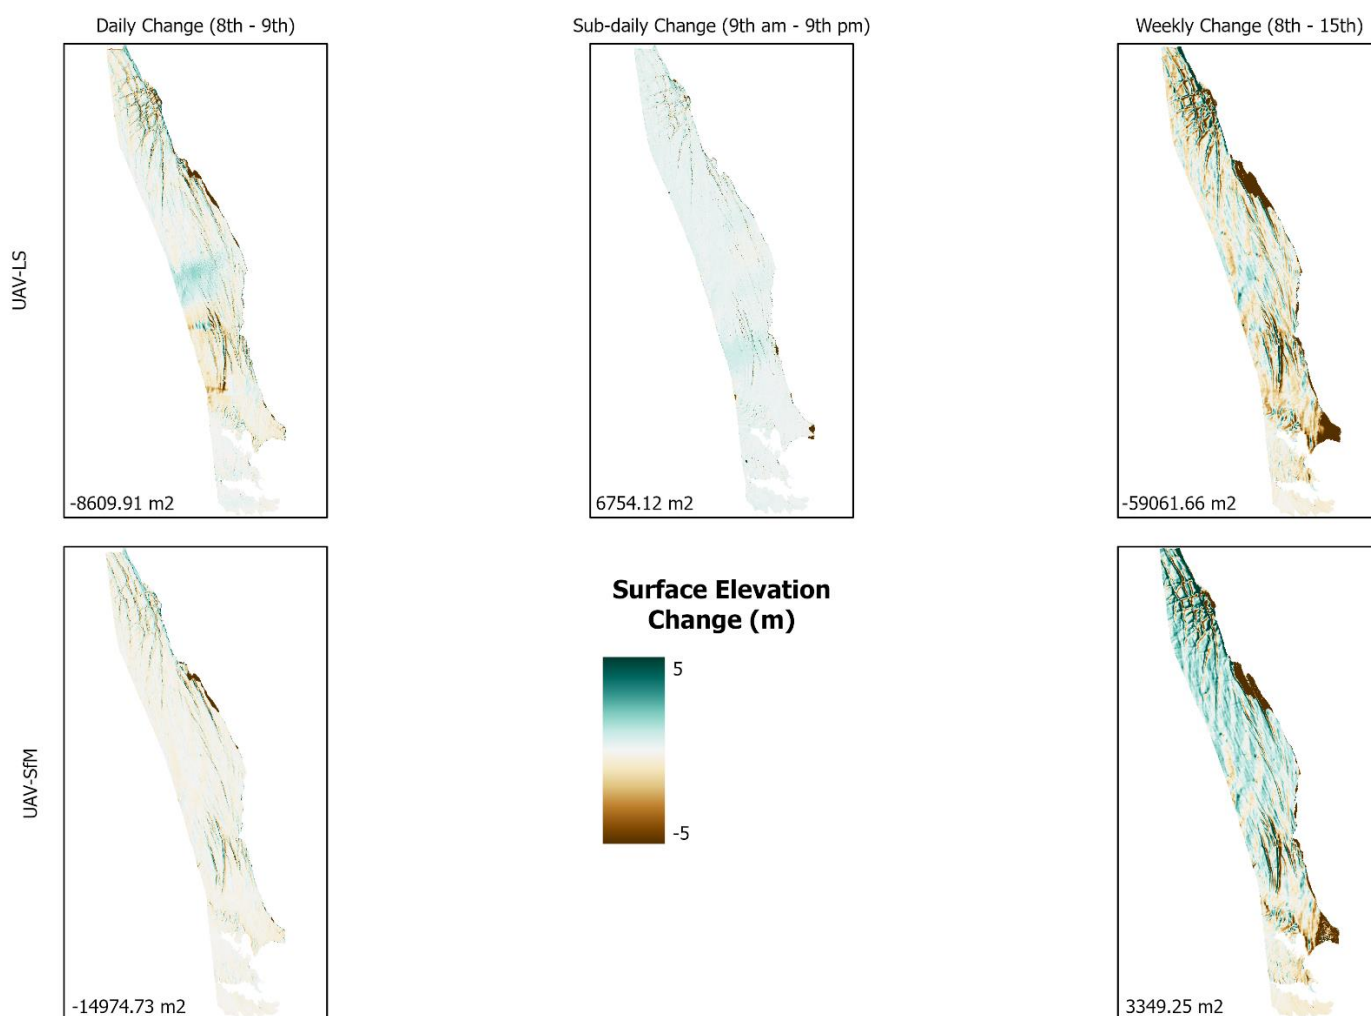 Daily Change (8th - 9th)
Sub-daily Change (9th am - 9th pm)
Weekly Change (8th - 15th)
UAV-LS
-8609.91 m2
6754.12 m2
-59061.66 m2
Surface Elevation
Change (m)
5
-5
UAV-SfM
-14974.73 m2
3349.25 m2